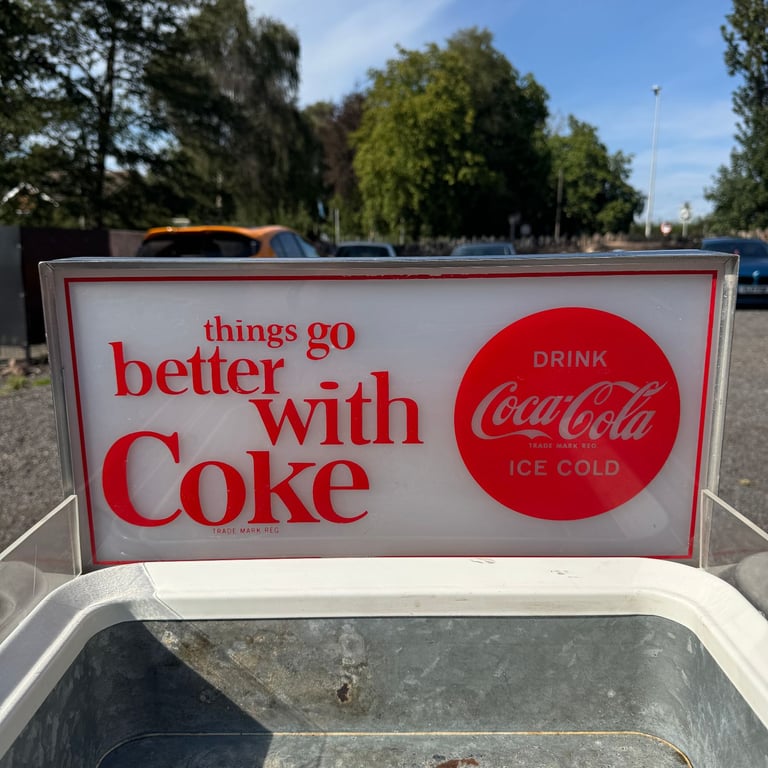 things go
better
with
Coke
TRADE MARK REG
DRINK
Coca-Cola
TRADE MARK REG
ICE COLD